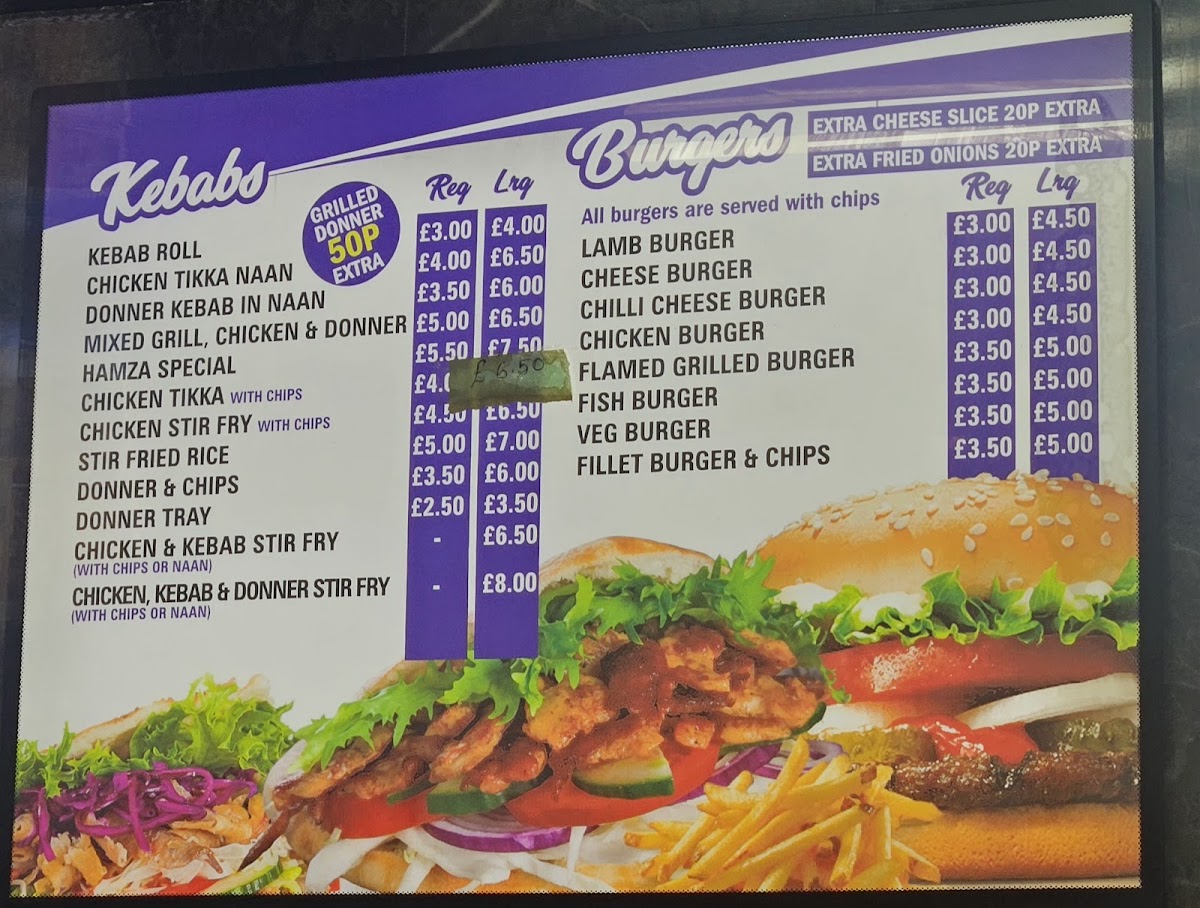 Kebabs
GRILLED
DONNER
50P
EXTRA
Reg Lrg
KEBAB ROLL £3.00 £4.00
CHICKEN TIKKA NAAN £4.00 £6.50
DONNER KEBAB IN NAAN £3.50 £6.00
MIXED GRILL, CHICKEN & DONNER £5.00 £6.50
HAMZA SPECIAL £5.50 £7.50
CHICKEN TIKKA WITH CHIPS £6.50
CHICKEN STIR FRY WITH CHIPS £4.50 £6.50
STIR FRIED RICE £5.00 £7.00
DONNER & CHIPS £3.50 £6.00
DONNER TRAY £2.50 £3.50
CHICKEN & KEBAB STIR FRY - £6.50
(WITH CHIPS OR NAAN)
CHICKEN, KEBAB & DONNER STIR FRY - £8.00
(WITH CHIPS OR NAAN)
Burgers
EXTRA CHEESE SLICE 20P EXTRA
EXTRA FRIED ONIONS 20P EXTRA
All burgers are served with chips
Reg Lrg
LAMB BURGER £3.00 £4.50
CHEESE BURGER £3.00 £4.50
CHILLI CHEESE BURGER £3.00 £4.50
CHICKEN BURGER £3.00 £4.50
FLAMED GRILLED BURGER £3.50 £5.00
FISH BURGER £3.50 £5.00
VEG BURGER £3.50 £5.00
FILLET BURGER & CHIPS £3.50 £5.00